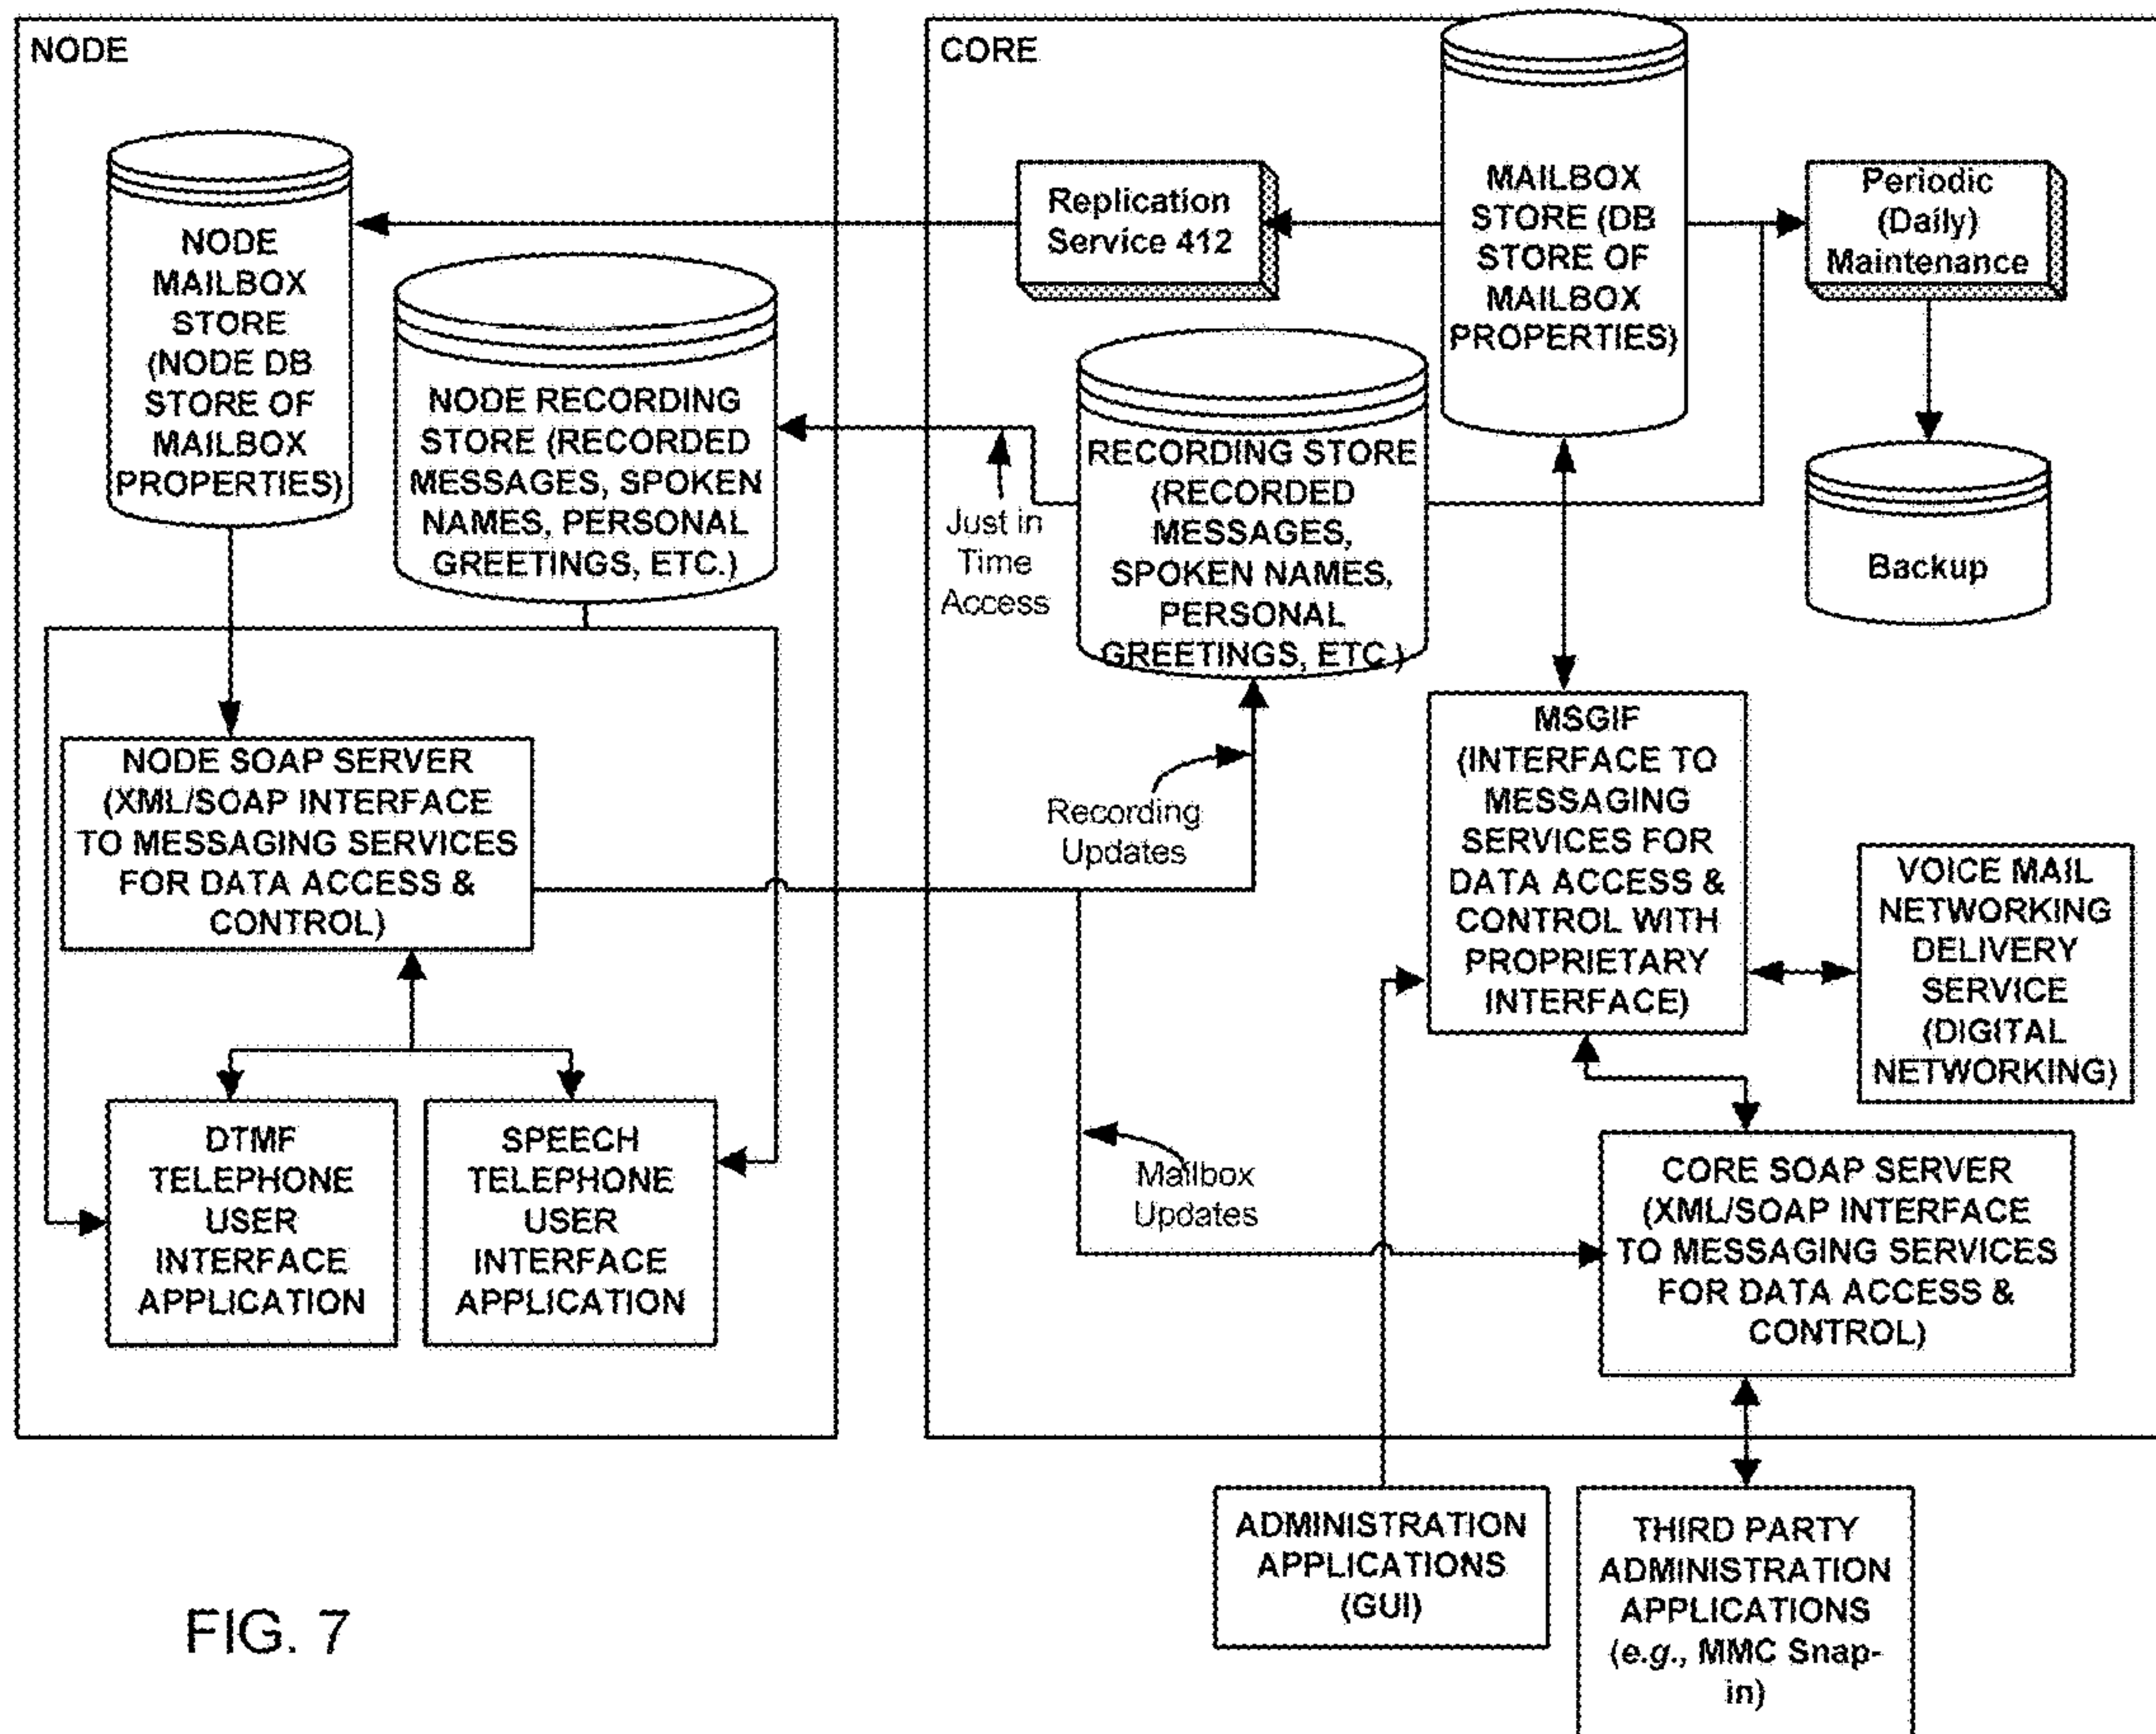 NODE
NODE
MAILBOX
STORE
(NODE DB
STORE OF
MAILBOX
PROPERTIES)
NODE RECORDING
STORE (RECORDED
MESSAGES, SPOKEN
NAMES, PERSONAL
GREETINGS, ETC.)
NODE SOAP SERVER
(XML/SOAP INTERFACE
TO MESSAGING SERVICES
FOR DATA ACCESS &
CONTROL)
DTMF
TELEPHONE
USER
INTERFACE
APPLICATION
SPEECH
TELEPHONE
USER
INTERFACE
APPLICATION
CORE
Replication
Service 412
MAILBOX
STORE (DB
STORE OF
MAILBOX
PROPERTIES)
Periodic
(Daily)
Maintenance
Backup
RECORDING STORE
(RECORDED
MESSAGES,
SPOKEN NAMES,
PERSONAL
GREETINGS, ETC.)
Just in
Time
Access
Recording
Updates
MSGIF
(INTERFACE TO
MESSAGING
SERVICES FOR
DATA ACCESS &
CONTROL WITH
PROPRIETARY
INTERFACE)
VOICE MAIL
NETWORKING
DELIVERY
SERVICE
(DIGITAL
NETWORKING)
Mailbox
Updates
CORE SOAP SERVER
(XML/SOAP INTERFACE
TO MESSAGING SERVICES
FOR DATA ACCESS &
CONTROL)
ADMINISTRATION
APPLICATIONS
(GUI)
THIRD PARTY
ADMINISTRATION
APPLICATIONS
(e.g., MMC Snap-
in)
FIG. 7